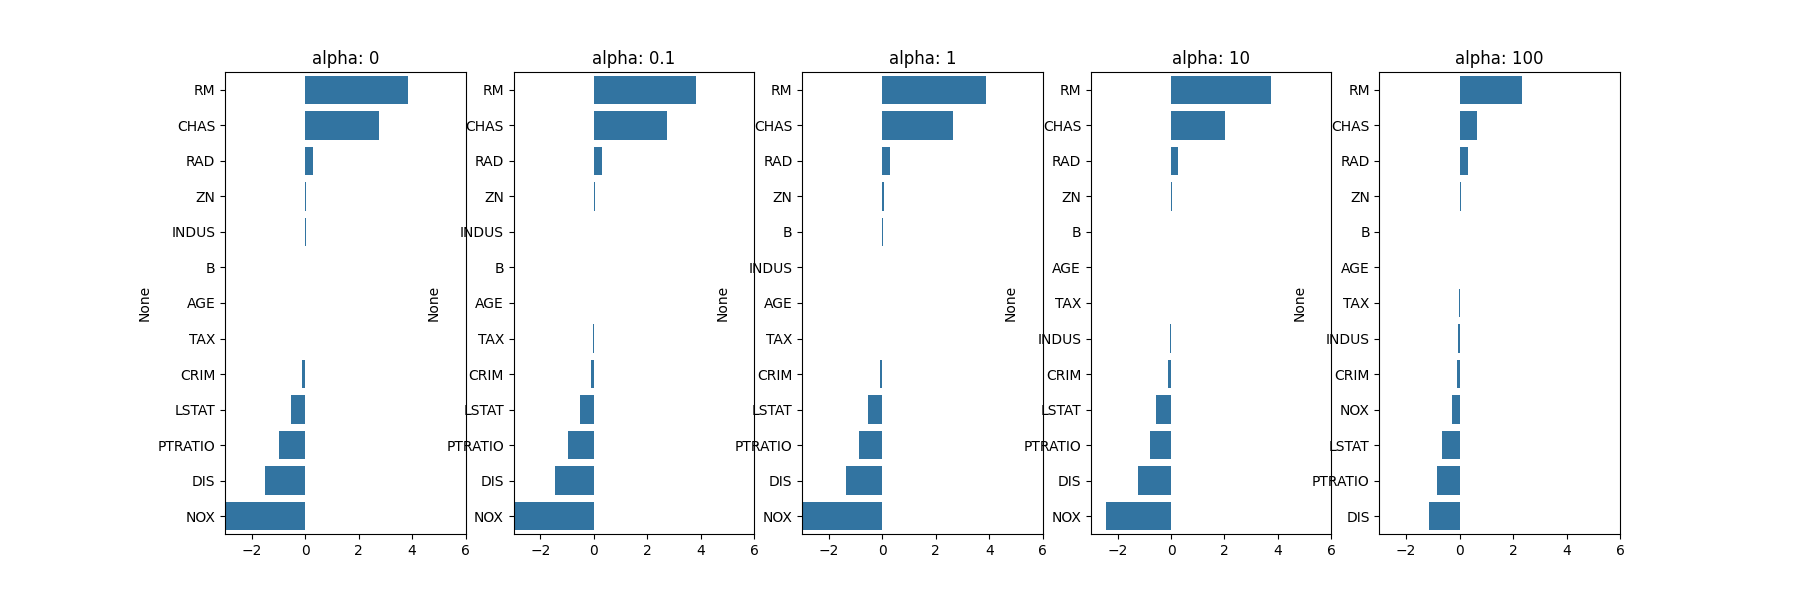 alpha: 0
RM
CHAS
RAD
ZN
INDUS
B
AGE
TAX
CRIM
LSTAT
PTRATIO
DIS
NOX
None
−2 0 2 4 6
alpha: 0.1
RM
CHAS
RAD
ZN
INDUS
B
AGE
TAX
CRIM
LSTAT
PTRATIO
DIS
NOX
None
−2 0 2 4 6
alpha: 1
RM
CHAS
RAD
ZN
B
INDUS
AGE
TAX
CRIM
LSTAT
PTRATIO
DIS
NOX
None
−2 0 2 4 6
alpha: 10
RM
CHAS
RAD
ZN
B
AGE
TAX
INDUS
CRIM
LSTAT
PTRATIO
DIS
NOX
None
−2 0 2 4 6
alpha: 100
RM
CHAS
RAD
ZN
B
AGE
TAX
INDUS
CRIM
NOX
LSTAT
PTRATIO
DIS
None
−2 0 2 4 6